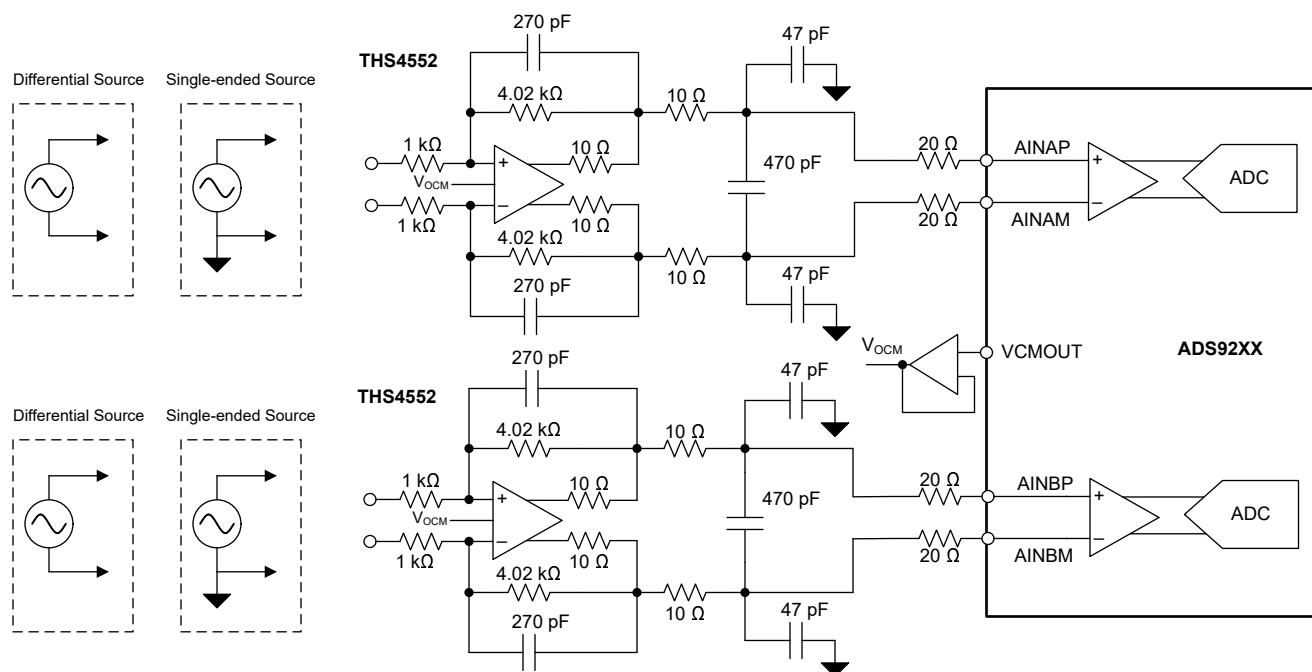 270 pF
47 pF
THS4552
Differential Source
Single-ended Source
4.02 kΩ
10 Ω
1 kΩ
10 Ω
20 Ω
AINAP
+
+
VOCM
470 pF
ADC
−
−
1 kΩ
10 Ω
20 Ω
AINAM
4.02 kΩ
10 Ω
270 pF
47 pF
VOCM
VCMOUT
ADS92XX
270 pF
47 pF
THS4552
Differential Source
Single-ended Source
4.02 kΩ
10 Ω
1 kΩ
10 Ω
20 Ω
AINBP
+
+
VOCM
470 pF
ADC
−
−
1 kΩ
10 Ω
20 Ω
AINBM
4.02 kΩ
10 Ω
270 pF
47 pF